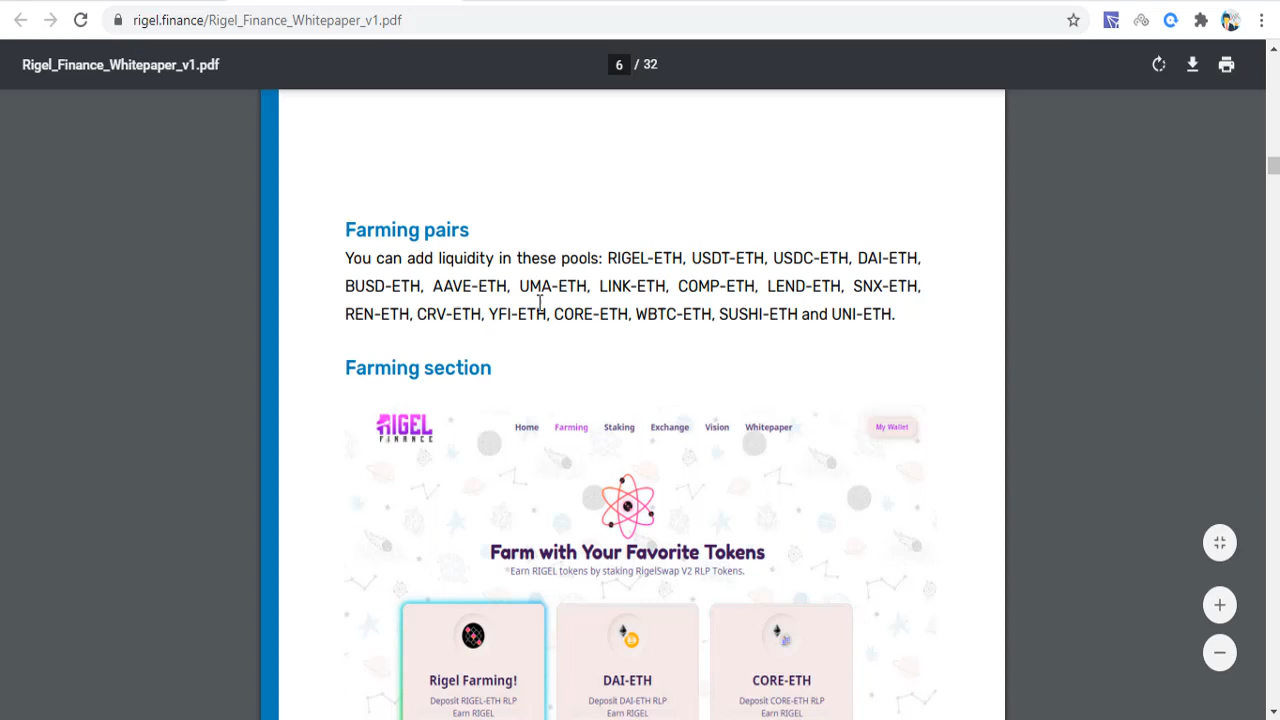 rigel.finance/Rigel_Finance_Whitepaper_v1.pdf
Rigel_Finance_Whitepaper_v1.pdf
6 / 32
Farming pairs
You can add liquidity in these pools: RIGEL-ETH, USDT-ETH, USDC-ETH, DAI-ETH,
BUSD-ETH, AAVE-ETH, UMA-ETH, LINK-ETH, COMP-ETH, LEND-ETH, SNX-ETH,
REN-ETH, CRV-ETH, YFI-ETH, CORE-ETH, WBTC-ETH, SUSHI-ETH and UNI-ETH.
Farming section
RIGEL
FINANCE
Home Farming Staking Exchange Vision Whitepaper My Wallet
Farm with Your Favorite Tokens
Earn RIGEL tokens by staking RigelSwap V2 RLP Tokens.
Rigel Farming! DAI-ETH CORE-ETH
Deposit RIGEL-ETH RLP Deposit DAI-ETH RLP Deposit CORE-ETH RLP
Earn RIGEL Earn RIGEL Earn RIGEL